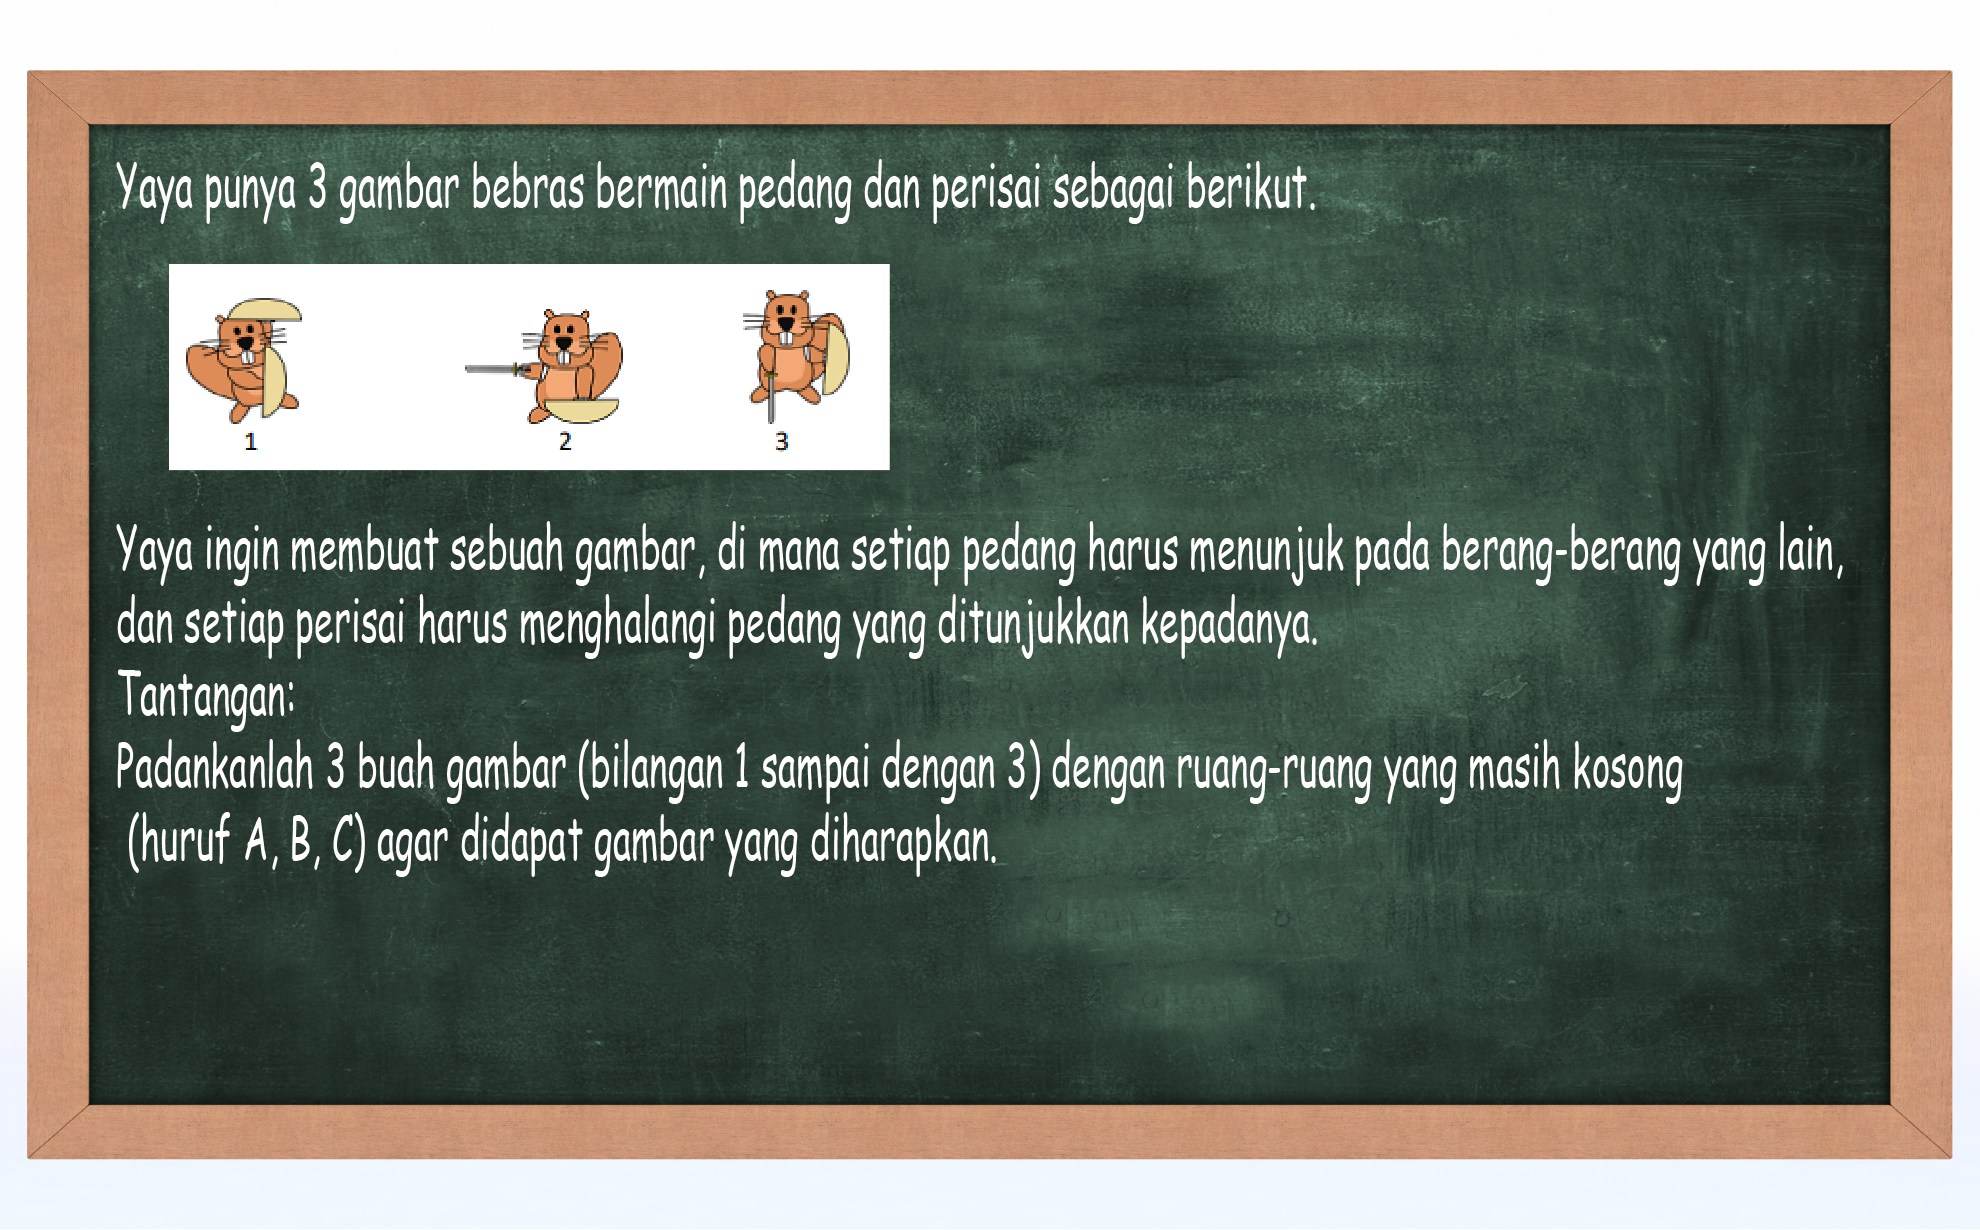 Yaya punya 3 gambar bebras bermain pedang dan perisai sebagai berikut.
1 2 3
Yaya ingin membuat sebuah gambar, di mana setiap pedang harus menunjuk pada berang-berang yang lain,
dan setiap perisai harus menghalangi pedang yang ditunjukkan kepadanya.
Tantangan:
Padankanlah 3 buah gambar (bilangan 1 sampai dengan 3) dengan ruang-ruang yang masih kosong
(huruf A, B, C) agar didapat gambar yang diharapkan.